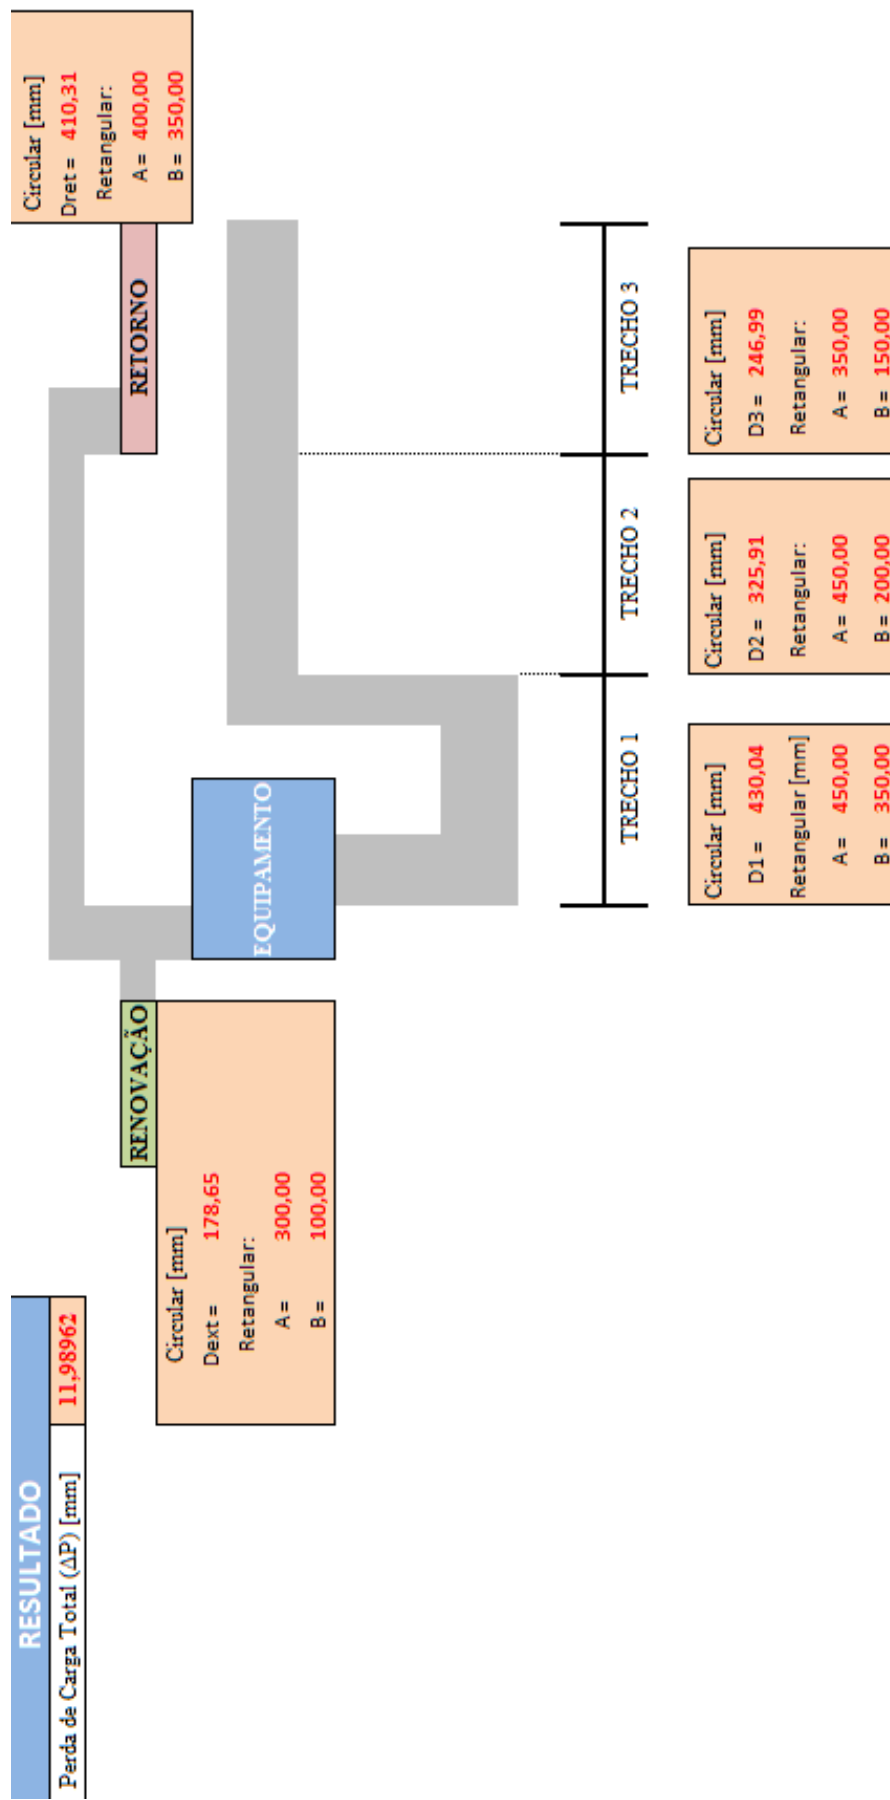 RESULTADO
Perda de Carga Total (ΔP) [mm] 11,98962
RENOVAÇÃO
Circular [mm]
Dext = 178,65
Retangular:
A = 300,00
B = 100,00
EQUIPAMENTO
RETORNO
Circular [mm]
Dret = 410,31
Retangular:
A = 400,00
B = 350,00
TRECHO 1
TRECHO 2
TRECHO 3
Circular [mm]
D1 = 430,04
Retangular [mm]
A = 450,00
B = 350,00
Circular [mm]
D2 = 325,91
Retangular:
A = 450,00
B = 200,00
Circular [mm]
D3 = 246,99
Retangular:
A = 350,00
B = 150,00